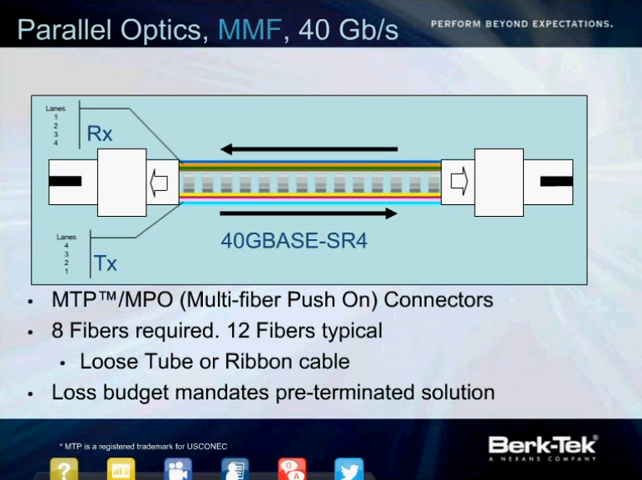 Parallel Optics, MMF, 40 Gb/s
PERFORM BEYOND EXPECTATIONS.
Lanes
1
2
3
4
Rx
40GBASE-SR4
Lanes
4
3
2
1
Tx
• MTP™/MPO (Multi-fiber Push On) Connectors
• 8 Fibers required. 12 Fibers typical
• Loose Tube or Ribbon cable
• Loss budget mandates pre-terminated solution
* MTP is a registered trademark for USCONEC
Berk-Tek®
A NEXANS COMPANY
?
Q
A